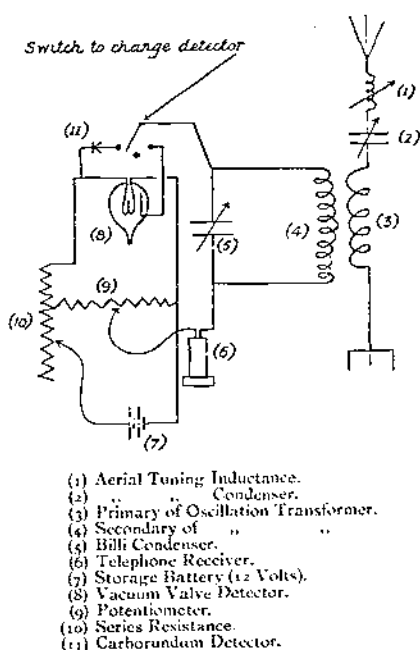 Switch to change detector
(1)
(2)
(3)
(4)
(5)
(6)
(7)
(8)
(9)
(10)
(11)
(1) Aerial Tuning Inductance.
(2) ,, ,, Condenser.
(3) Primary of Oscillation Transformer.
(4) Secondary of ,, ,,
(5) Billi Condenser.
(6) Telephone Receiver.
(7) Storage Battery (12 Volts).
(8) Vacuum Valve Detector.
(9) Potentiometer.
(10) Series Resistance.
(11) Carborundum Detector.